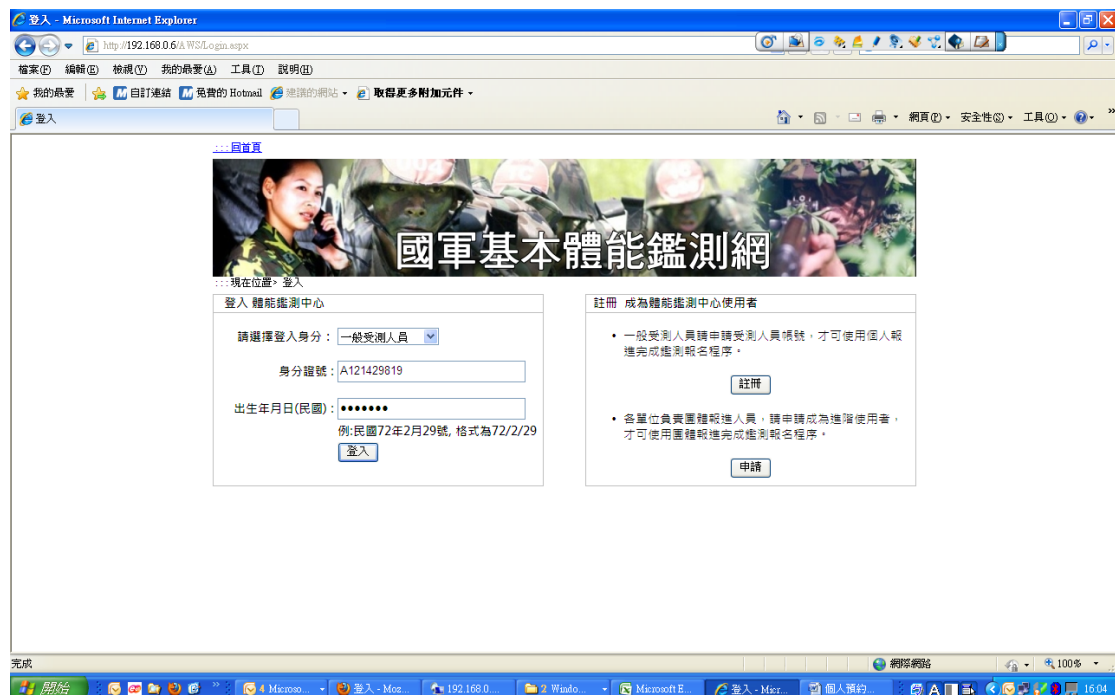 登入 - Microsoft Internet Explorer
http://192.168.0.6/AWS/Login.aspx
檔案(F) 編輯(E) 檢視(V) 我的最愛(A) 工具(T) 說明(H)
我的最愛 自訂連結 免費的 Hotmail 建議的網站 取得更多附加元件
登入
網頁(P) 安全性(S) 工具(O) »
:::回首頁
國軍基本體能鑑測網
:::現在位置> 登入
登入 體能鑑測中心
請選擇登入身分: 一般受測人員
身分證號: A121429819
出生年月日(民國): •••••••
例:民國72年2月29號, 格式為72/2/29
登入
註冊 成為體能鑑測中心使用者
• 一般受測人員請申請受測人員帳號,才可使用個人報
進完成鑑測報名程序。
註冊
• 各單位負責團體報進人員,請申請成為進階使用者,
才可使用團體報進完成鑑測報名程序。
申請
完成 網際網路 100%
開始 » 4 Microso... 登入 - Moz... 192.168.0.... 2 Windo... Microsoft E... 登入 - Micr... 個人預約... A 16:04